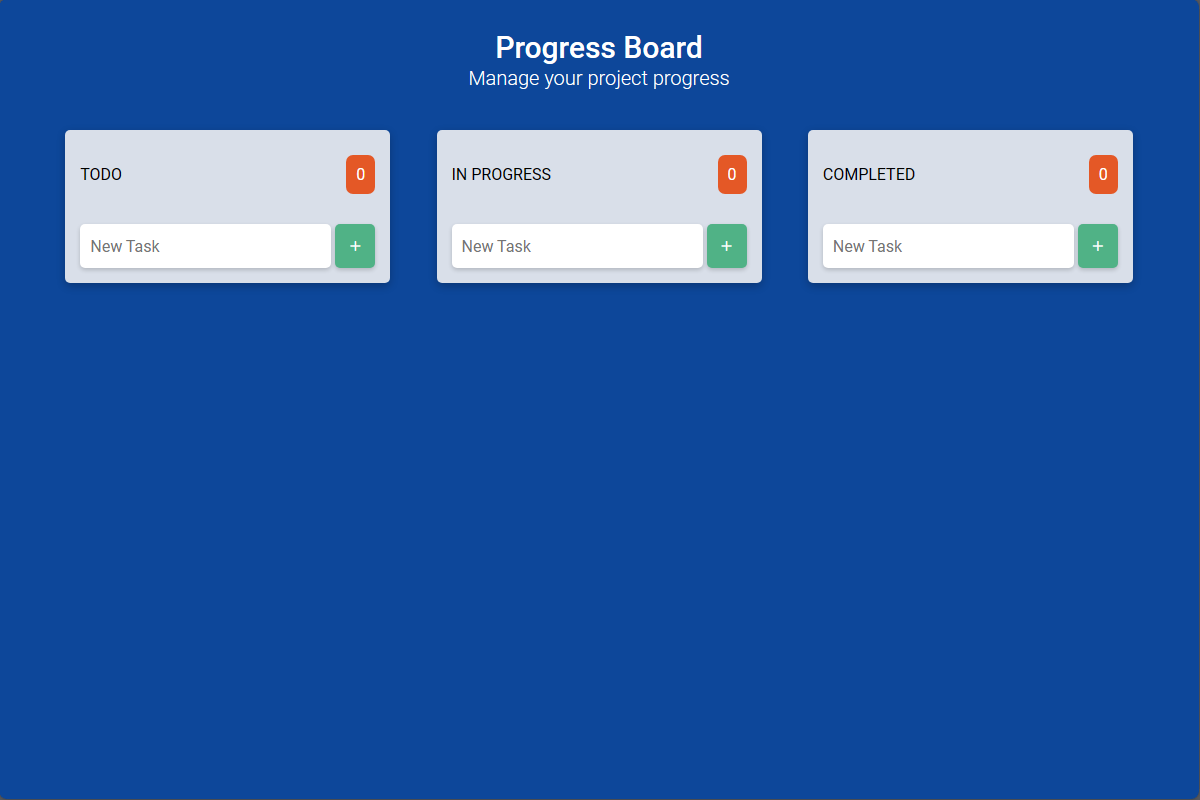 Progress Board
Manage your project progress
TODO 0
New Task +
IN PROGRESS 0
New Task +
COMPLETED 0
New Task +